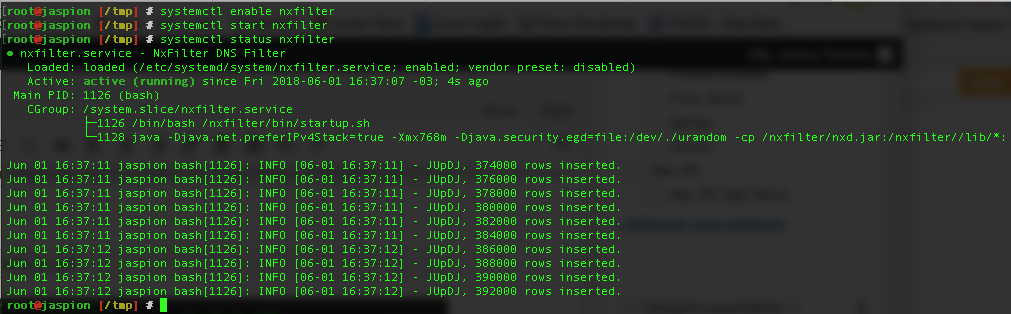 [root@jaspion [/tmp] # systemctl enable nxfilter
[root@jaspion [/tmp] # systemctl start nxfilter
[root@jaspion [/tmp] # systemctl status nxfilter
● nxfilter.service - NxFilter DNS Filter
Loaded: loaded (/etc/systemd/system/nxfilter.service; enabled; vendor preset: disabled)
Active: active (running) since Fri 2018-06-01 16:37:07 -03; 4s ago
Main PID: 1126 (bash)
CGroup: /system.slice/nxfilter.service
├─1126 /bin/bash /nxfilter/bin/startup.sh
└─1128 java -Djava.net.preferIPv4Stack=true -Xmx768m -Djava.security.egd=file:/dev/./urandom -cp /nxfilter/nxd.jar:/nxfilter//lib/*:
Jun 01 16:37:11 jaspion bash[1126]: INFO [06-01 16:37:11] - JUpDJ, 374000 rows inserted.
Jun 01 16:37:11 jaspion bash[1126]: INFO [06-01 16:37:11] - JUpDJ, 376000 rows inserted.
Jun 01 16:37:11 jaspion bash[1126]: INFO [06-01 16:37:11] - JUpDJ, 378000 rows inserted.
Jun 01 16:37:11 jaspion bash[1126]: INFO [06-01 16:37:11] - JUpDJ, 380000 rows inserted.
Jun 01 16:37:11 jaspion bash[1126]: INFO [06-01 16:37:11] - JUpDJ, 382000 rows inserted.
Jun 01 16:37:11 jaspion bash[1126]: INFO [06-01 16:37:11] - JUpDJ, 384000 rows inserted.
Jun 01 16:37:12 jaspion bash[1126]: INFO [06-01 16:37:12] - JUpDJ, 386000 rows inserted.
Jun 01 16:37:12 jaspion bash[1126]: INFO [06-01 16:37:12] - JUpDJ, 388000 rows inserted.
Jun 01 16:37:12 jaspion bash[1126]: INFO [06-01 16:37:12] - JUpDJ, 390000 rows inserted.
Jun 01 16:37:12 jaspion bash[1126]: INFO [06-01 16:37:12] - JUpDJ, 392000 rows inserted.
root@jaspion [/tmp] #